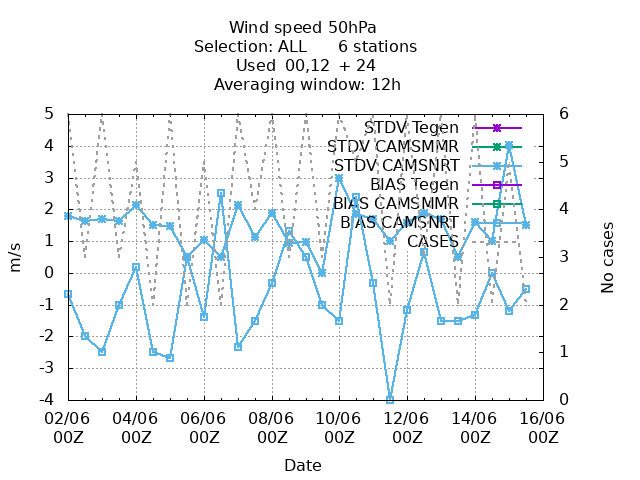 Wind speed 50hPa
Selection: ALL 6 stations
Used 00,12 + 24
Averaging window: 12h
5
4
3
2
1
0
-1
-2
-3
-4
m/s
6
5
4
3
2
1
0
No cases
STDV Tegen
STDV CAMSMMR
STDV CAMSNRT
BIAS Tegen
BIAS CAMSMMR
BIAS CAMSNRT
CASES
02/06 04/06 06/06 08/06 10/06 12/06 14/06 16/06
00Z 00Z 00Z 00Z 00Z 00Z 00Z 00Z
Date